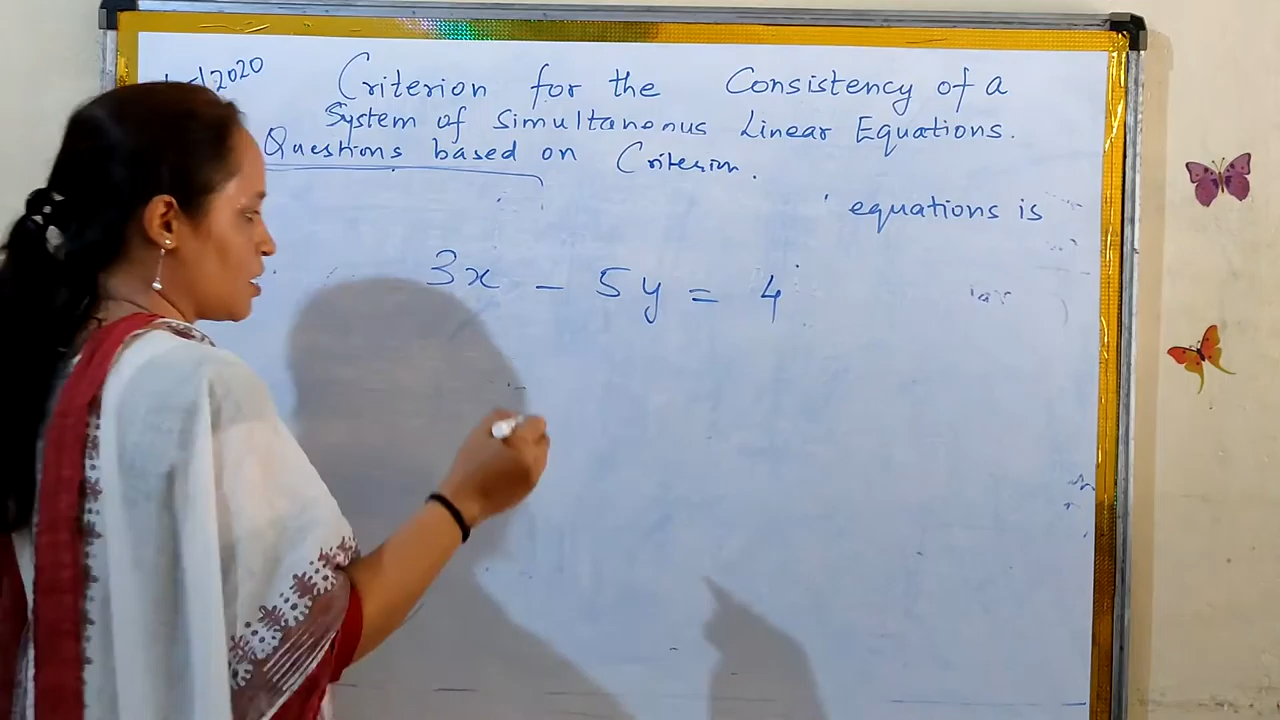 2020
Criterion for the Consistency of a
System of Simultanenus Linear Equations.
Questions based on Criterion.
equations is
3x - 5y = 4